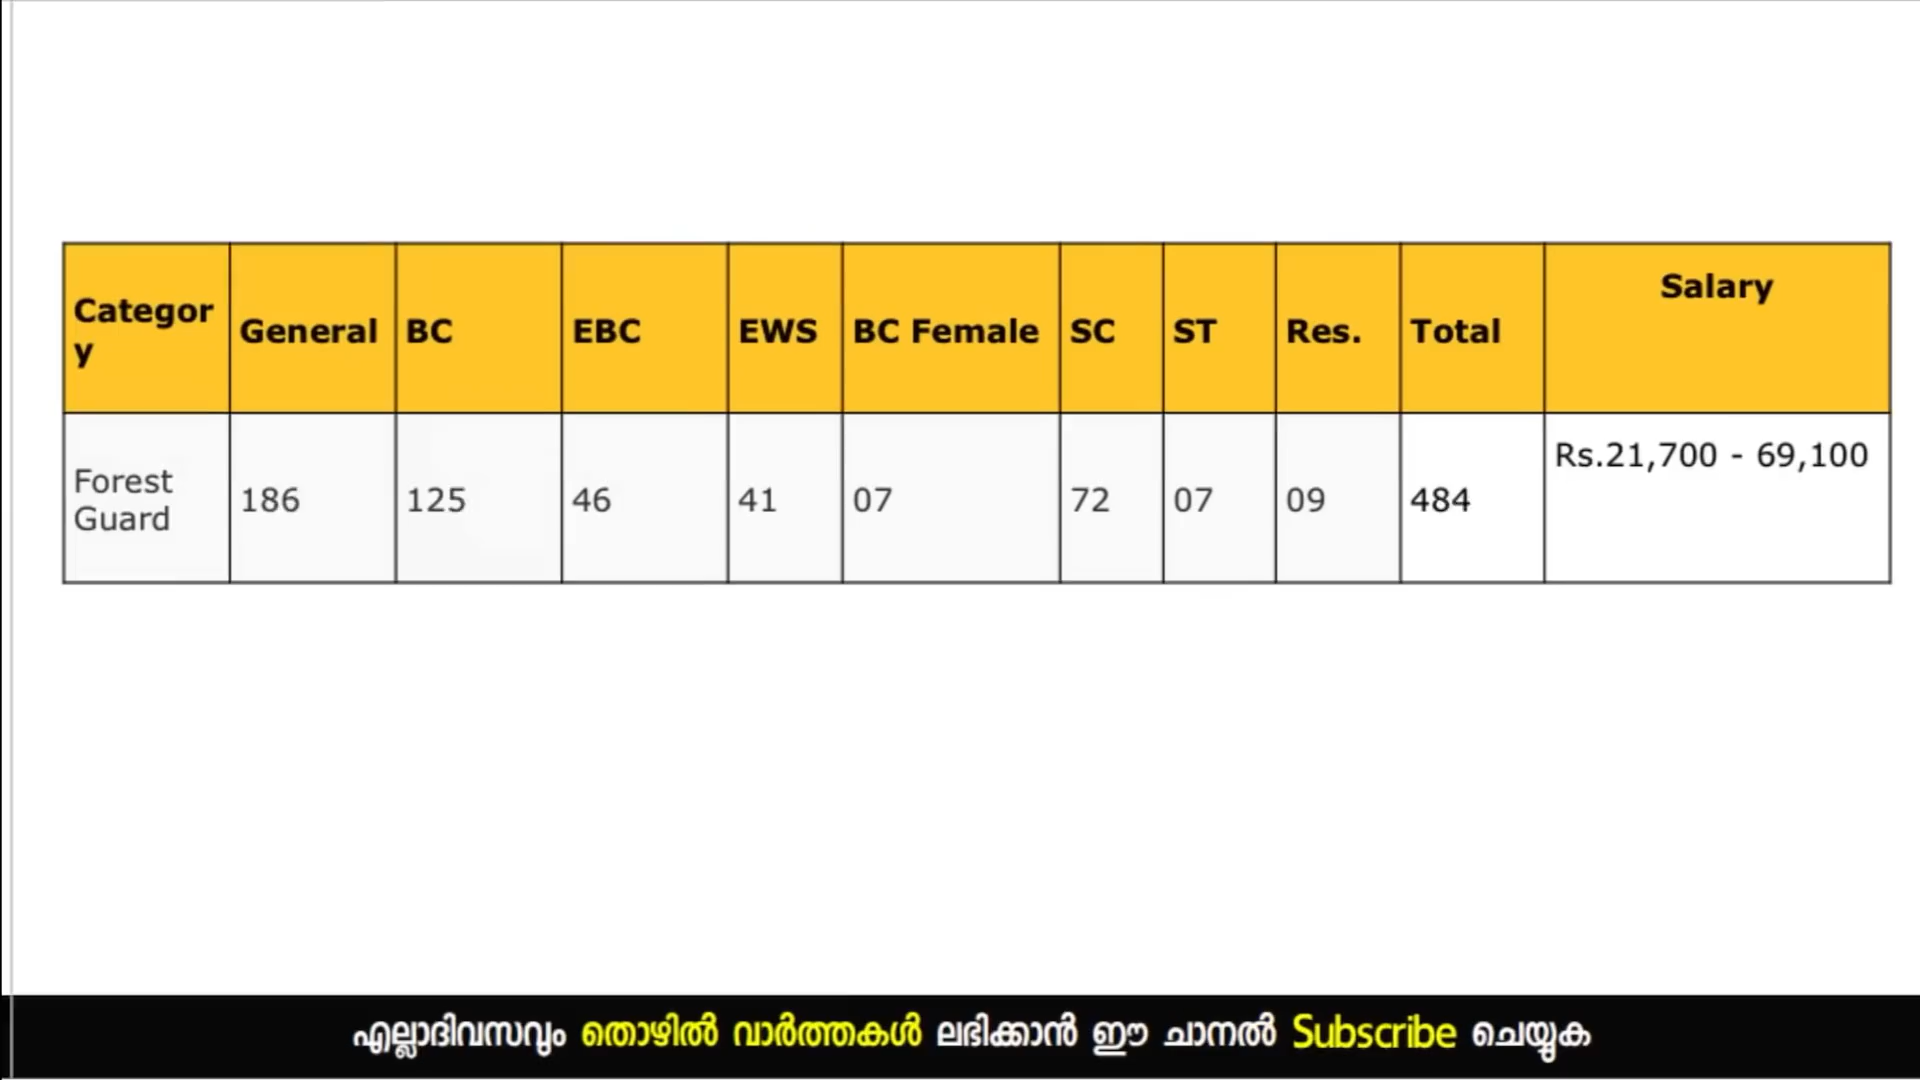 Categor
y
General BC EBC EWS BC Female SC ST Res. Total Salary
Forest
Guard
186 125 46 41 07 72 07 09 484 Rs.21,700 - 69,100
എല്ലാദിവസവും തൊഴിൽ വാർത്തകൾ ലഭിക്കാൻ ഈ ചാനൽ Subscribe ചെയ്യുക